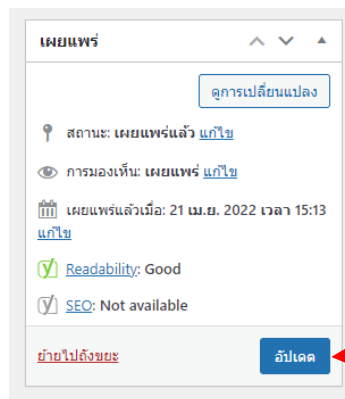 เผยแพร่
ดูการเปลี่ยนแปลง
สถานะ: เผยแพร่แล้ว แก้ไข
การมองเห็น: เผยแพร่ แก้ไข
เผยแพร่แล้วเมื่อ: 21 เม.ย. 2022 เวลา 15:13
แก้ไข
Readability: Good
SEO: Not available
ย้ายไปถังขยะ
อัปเดต